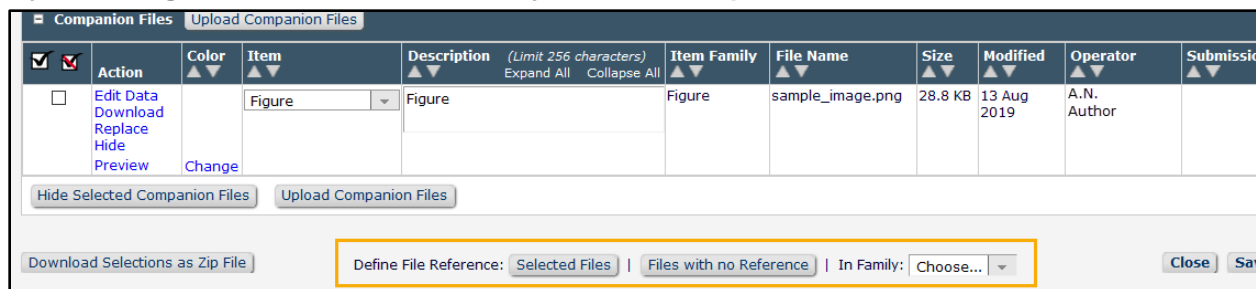 Companion Files Upload Companion Files
Action Color Item Description (Limit 256 characters) Expand All Collapse All Item Family File Name Size Modified Operator
Edit Data Figure Figure Figure sample_image.png 28.8 KB 13 Aug A.N.
Download 2019 Author
Replace
Hide
Preview Change
Hide Selected Companion Files Upload Companion Files
Download Selections as Zip File Define File Reference: Selected Files | Files with no Reference | In Family: Choose... Close